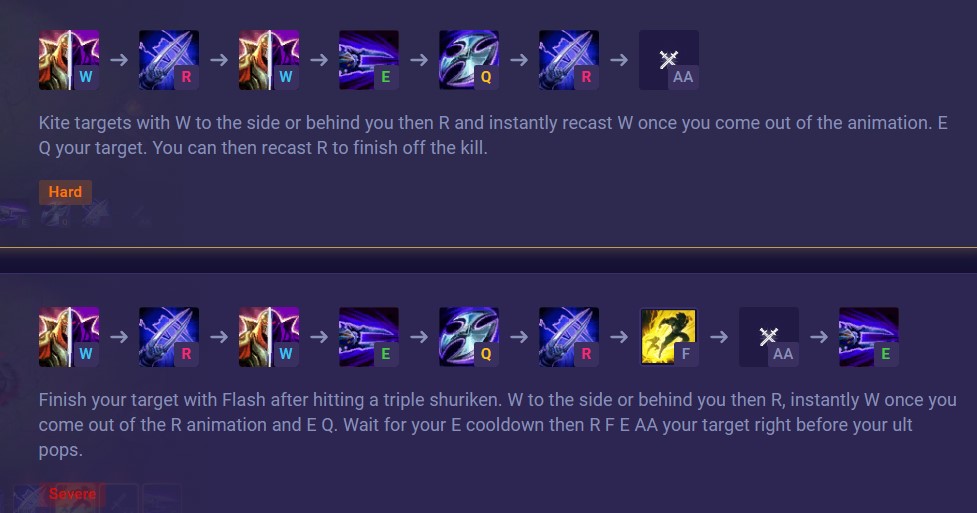 W R W E Q R AA
Kite targets with W to the side or behind you then R and instantly recast W once you come out of the animation. E
Q your target. You can then recast R to finish off the kill.
Hard
W R W E Q R F AA E
Finish your target with Flash after hitting a triple shuriken. W to the side or behind you then R, instantly W once you
come out of the R animation and E Q. Wait for your E cooldown then R F E AA your target right before your ult
pops.
Severe